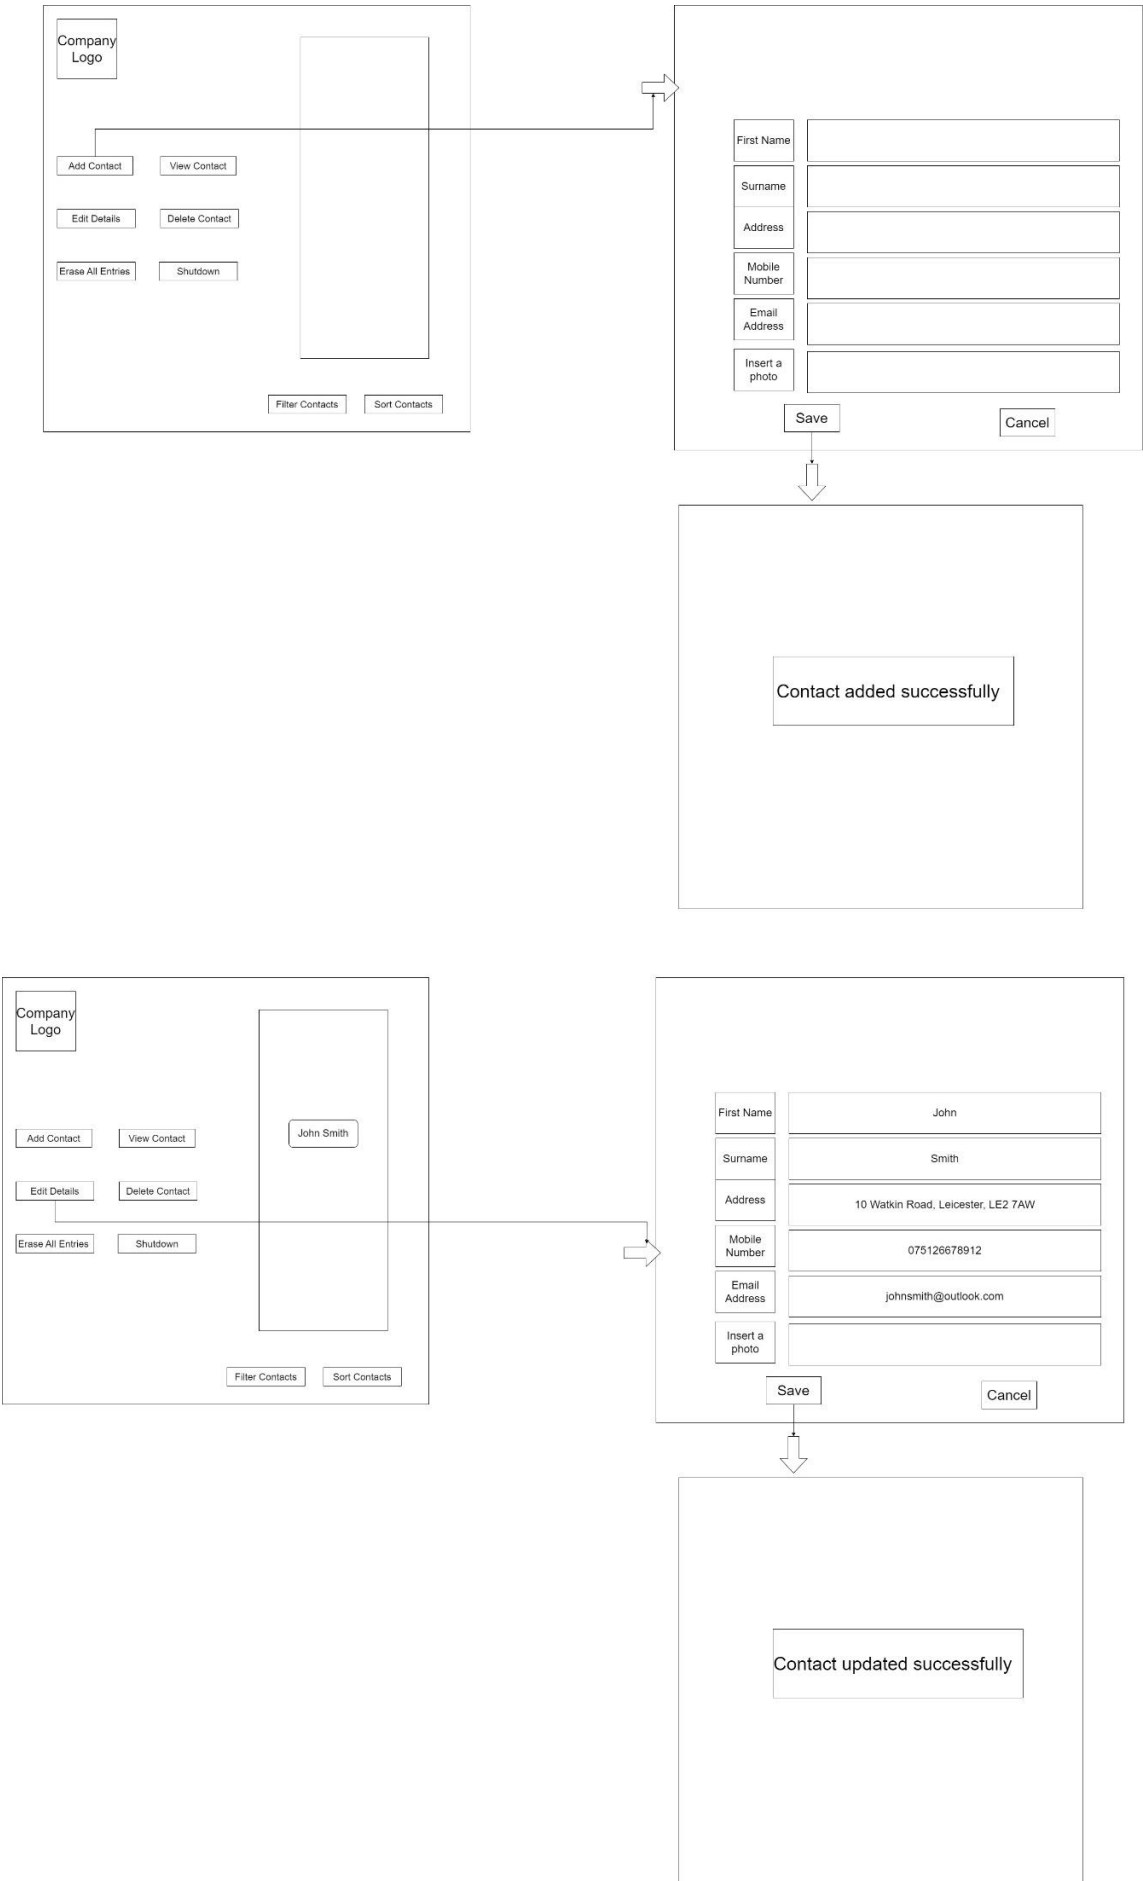 Company
Logo
Add Contact
View Contact
Edit Details
Delete Contact
Erase All Entries
Shutdown
Filter Contacts
Sort Contacts
First Name
Surname
Address
Mobile
Number
Email
Address
Insert a
photo
Save
Cancel
Contact added successfully
Company
Logo
John Smith
Add Contact
View Contact
Edit Details
Delete Contact
Erase All Entries
Shutdown
Filter Contacts
Sort Contacts
First Name
John
Surname
Smith
Address
10 Watkin Road, Leicester, LE2 7AW
Mobile
Number
075126678912
Email
Address
johnsmith@outlook.com
Insert a
photo
Save
Cancel
Contact updated successfully